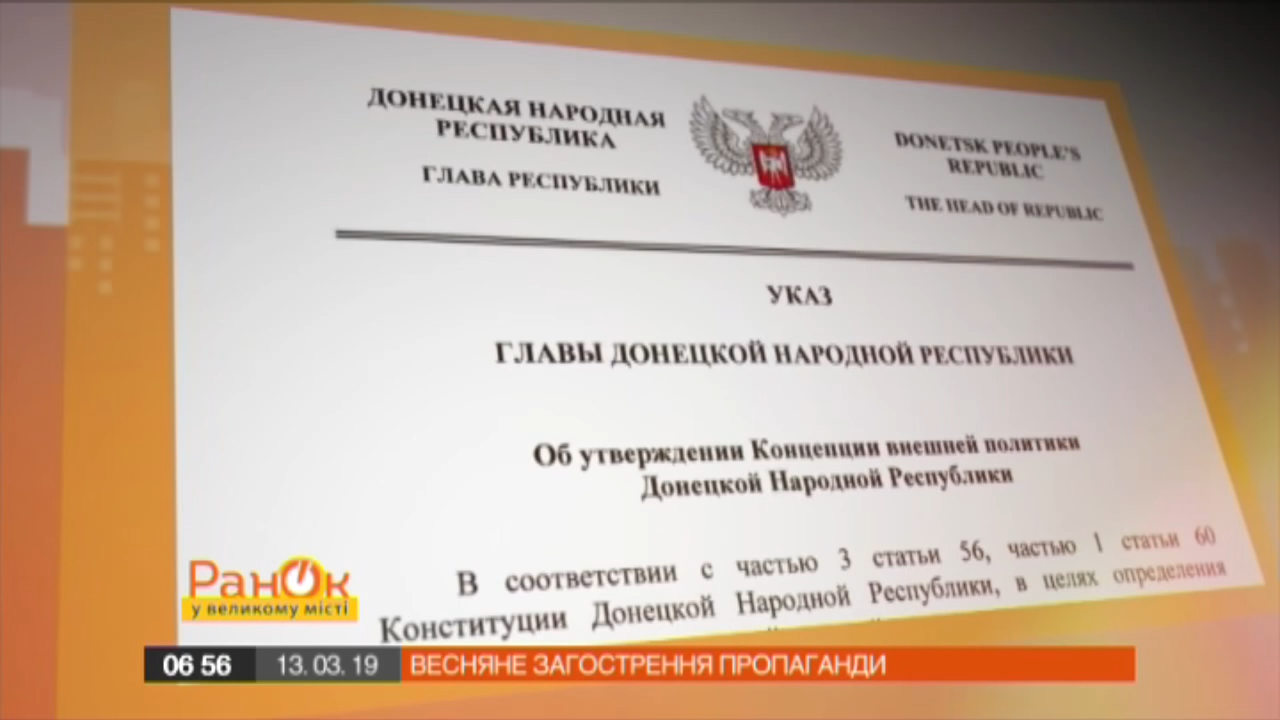 ДОНЕЦКАЯ НАРОДНАЯ
РЕСПУБЛИКА
ГЛАВА РЕСПУБЛИКИ
DONETSK PEOPLE'S
REPUBLIC
THE HEAD OF REPUBLIC
УКАЗ
ГЛАВЫ ДОНЕЦКОЙ НАРОДНОЙ РЕСПУБЛИКИ
Об утверждении Концепции внешней политики
Донецкой Народной Республики
В соответствии с частью 3 статьи 56, частью 1 статьи 60
Конституции Донецкой Народной Республики, в целях определения
РанОк
у великому місті
06 56 13. 03. 19 ВЕСНЯНЕ ЗАГОСТРЕННЯ ПРОПАГАНДИ